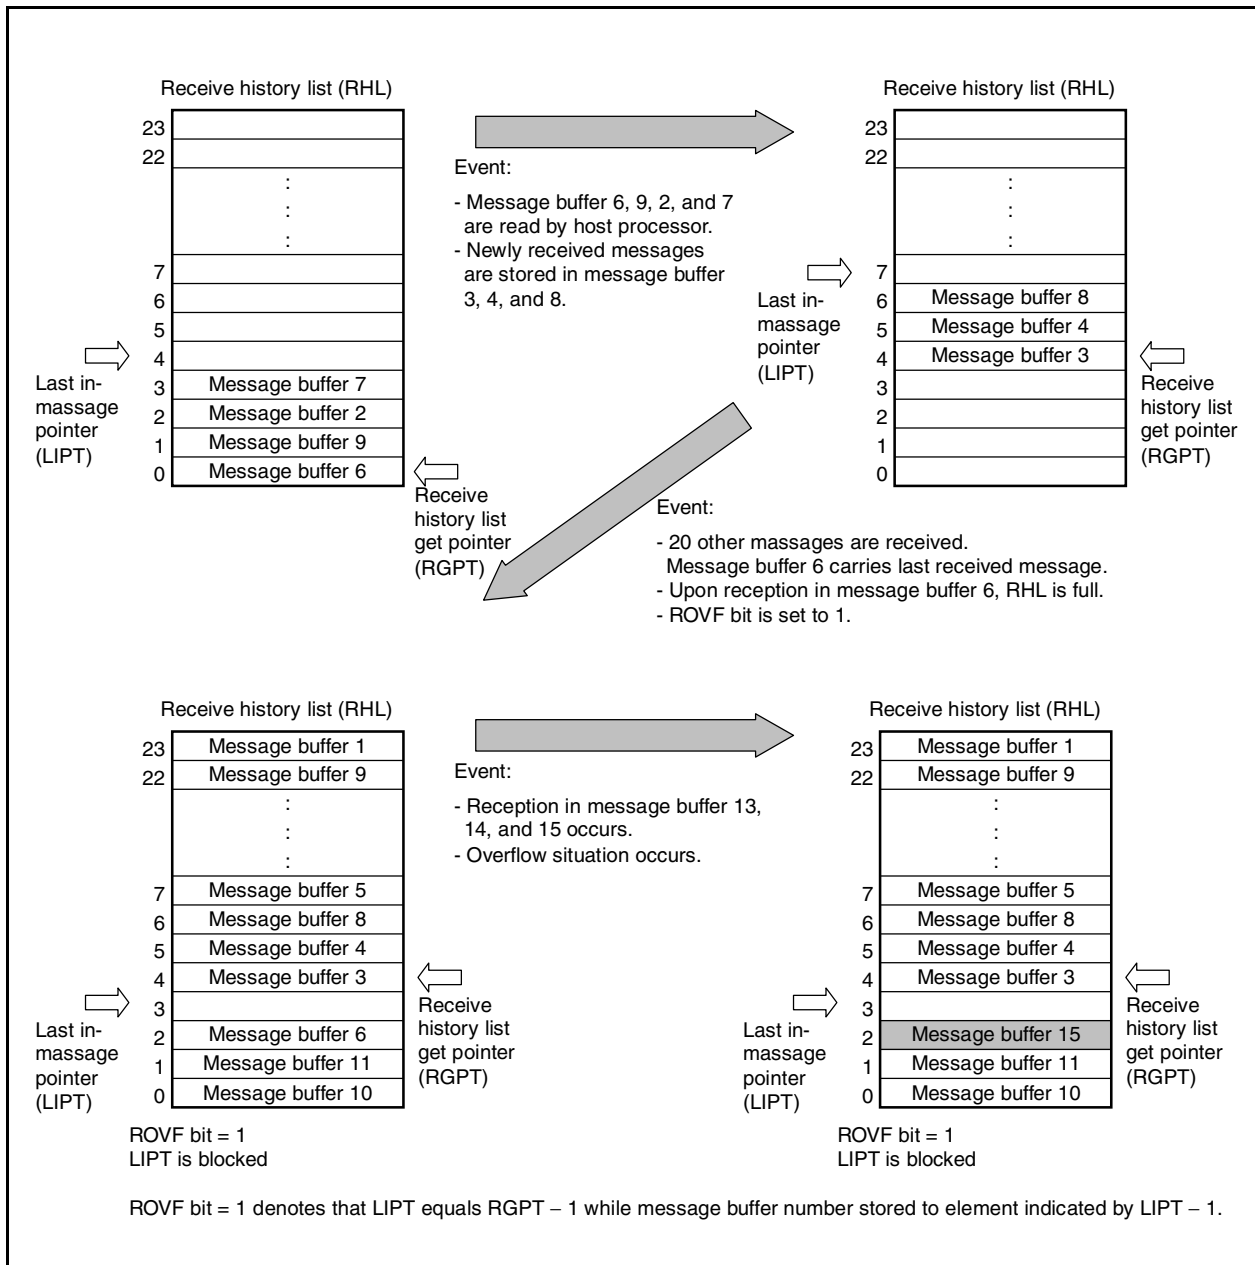 Receive history list (RHL)
23
22
:
:
:
7
6
5
4
3
2
1
0
Message buffer 7
Message buffer 2
Message buffer 9
Message buffer 6
Last in-
massage
pointer
(LIPT)
Receive
history list
get pointer
(RGPT)
Event:
- Message buffer 6, 9, 2, and 7
are read by host processor.
- Newly received messages
are stored in message buffer
3, 4, and 8.
Receive history list (RHL)
23
22
:
:
:
7
6
5
4
3
2
1
0
Message buffer 8
Message buffer 4
Message buffer 3
Last in-
massage
pointer
(LIPT)
Receive
history list
get pointer
(RGPT)
Event:
- 20 other massages are received.
Message buffer 6 carries last received message.
- Upon reception in message buffer 6, RHL is full.
- ROVF bit is set to 1.
Receive history list (RHL)
23 Message buffer 1
22 Message buffer 9
:
:
:
7 Message buffer 5
6 Message buffer 8
5 Message buffer 4
4 Message buffer 3
3
2 Message buffer 6
1 Message buffer 11
0 Message buffer 10
Last in-
massage
pointer
(LIPT)
Receive
history list
get pointer
(RGPT)
ROVF bit = 1
LIPT is blocked
Event:
- Reception in message buffer 13,
14, and 15 occurs.
- Overflow situation occurs.
Receive history list (RHL)
23 Message buffer 1
22 Message buffer 9
:
:
:
7 Message buffer 5
6 Message buffer 8
5 Message buffer 4
4 Message buffer 3
3
2 Message buffer 15
1 Message buffer 11
0 Message buffer 10
Last in-
massage
pointer
(LIPT)
Receive
history list
get pointer
(RGPT)
ROVF bit = 1
LIPT is blocked
ROVF bit = 1 denotes that LIPT equals RGPT – 1 while message buffer number stored to element indicated by LIPT – 1.